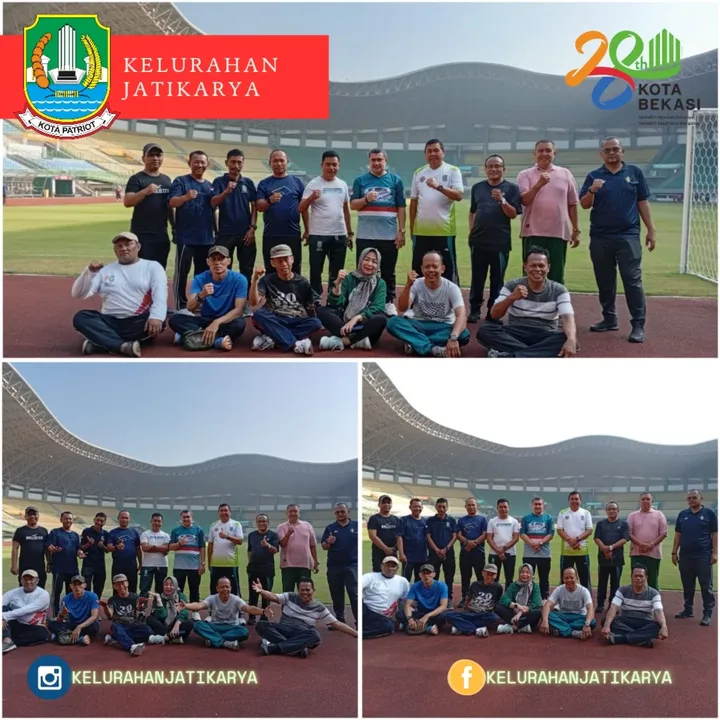 KELURAHAN
JATIKARYA
KOTA PATRIOT
28th
KOTA
BEKASI
KELURAHANJATIKARYA
KELURAHANJATIKARYA